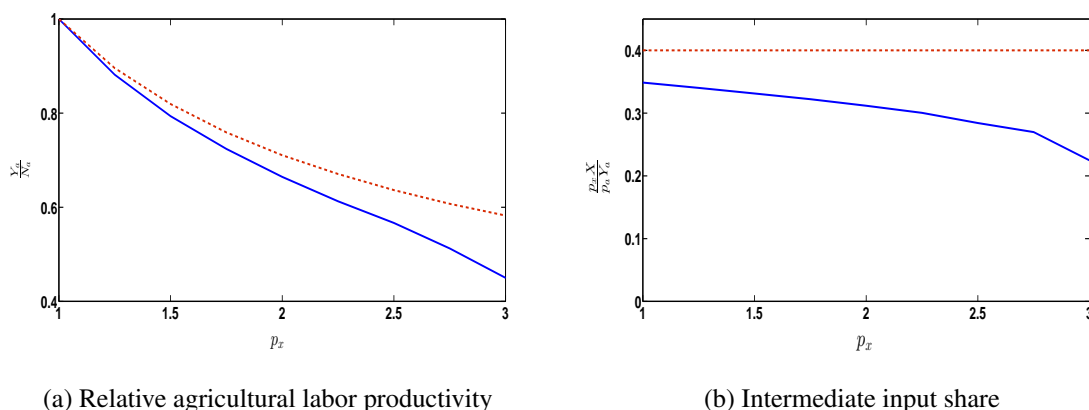 1
0.8
0.6
0.4
Y_a
N_a
1 1.5 2 2.5 3
p_x
(a) Relative agricultural labor productivity
0.4
0.3
0.2
0.1
0
p_x X
p_a Y_a
1 1.5 2 2.5 3
p_x
(b) Intermediate input share